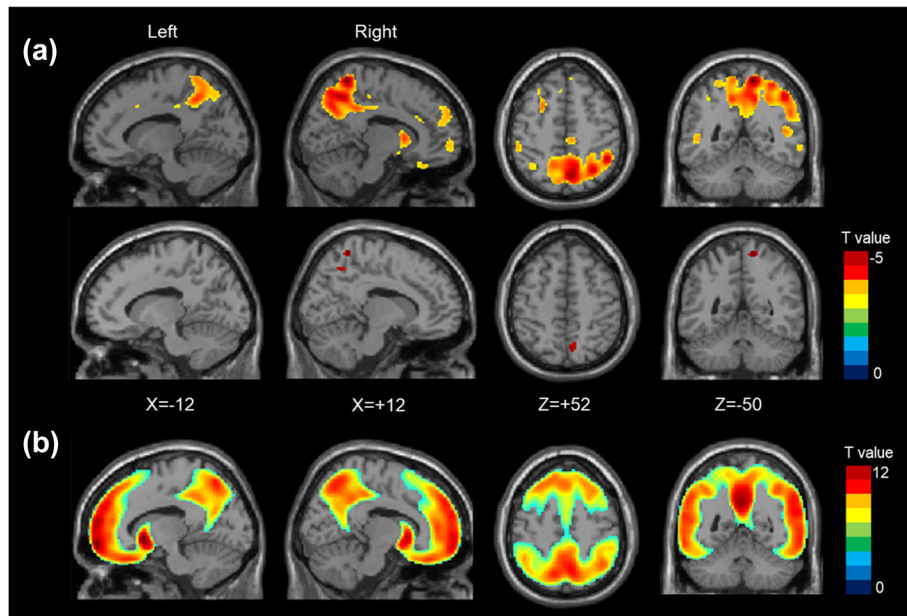 Left Right
(a)
T value
-5
0
X=-12 X=+12 Z=+52 Z=-50
(b)
T value
12
0